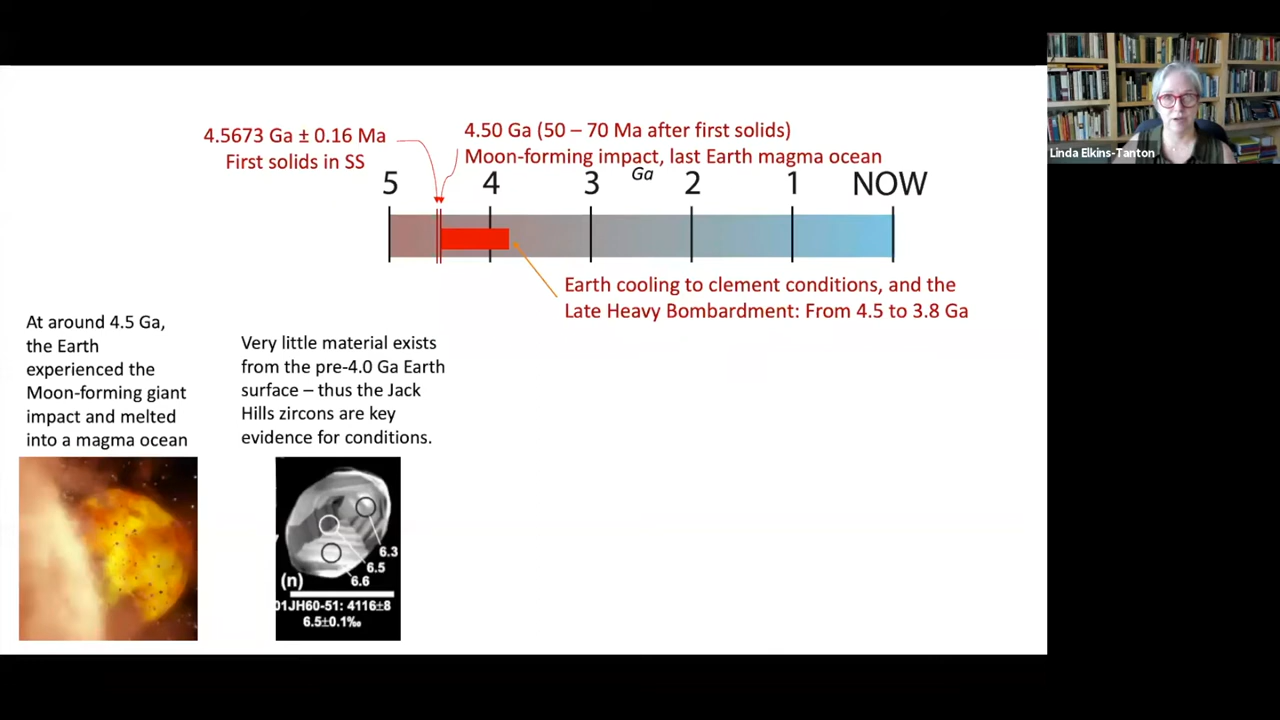 4.5673 Ga ± 0.16 Ma
First solids in SS
4.50 Ga (50 – 70 Ma after first solids)
Moon-forming impact, last Earth magma ocean
Ga
5 4 3 2 1 NOW
Earth cooling to clement conditions, and the
Late Heavy Bombardment: From 4.5 to 3.8 Ga
At around 4.5 Ga,
the Earth
experienced the
Moon-forming giant
impact and melted
into a magma ocean
Very little material exists
from the pre-4.0 Ga Earth
surface – thus the Jack
Hills zircons are key
evidence for conditions.
6.3
6.5
6.6
(n)
01JH60-51: 4116±8
6.5±0.1‰
Linda Elkins-Tanton